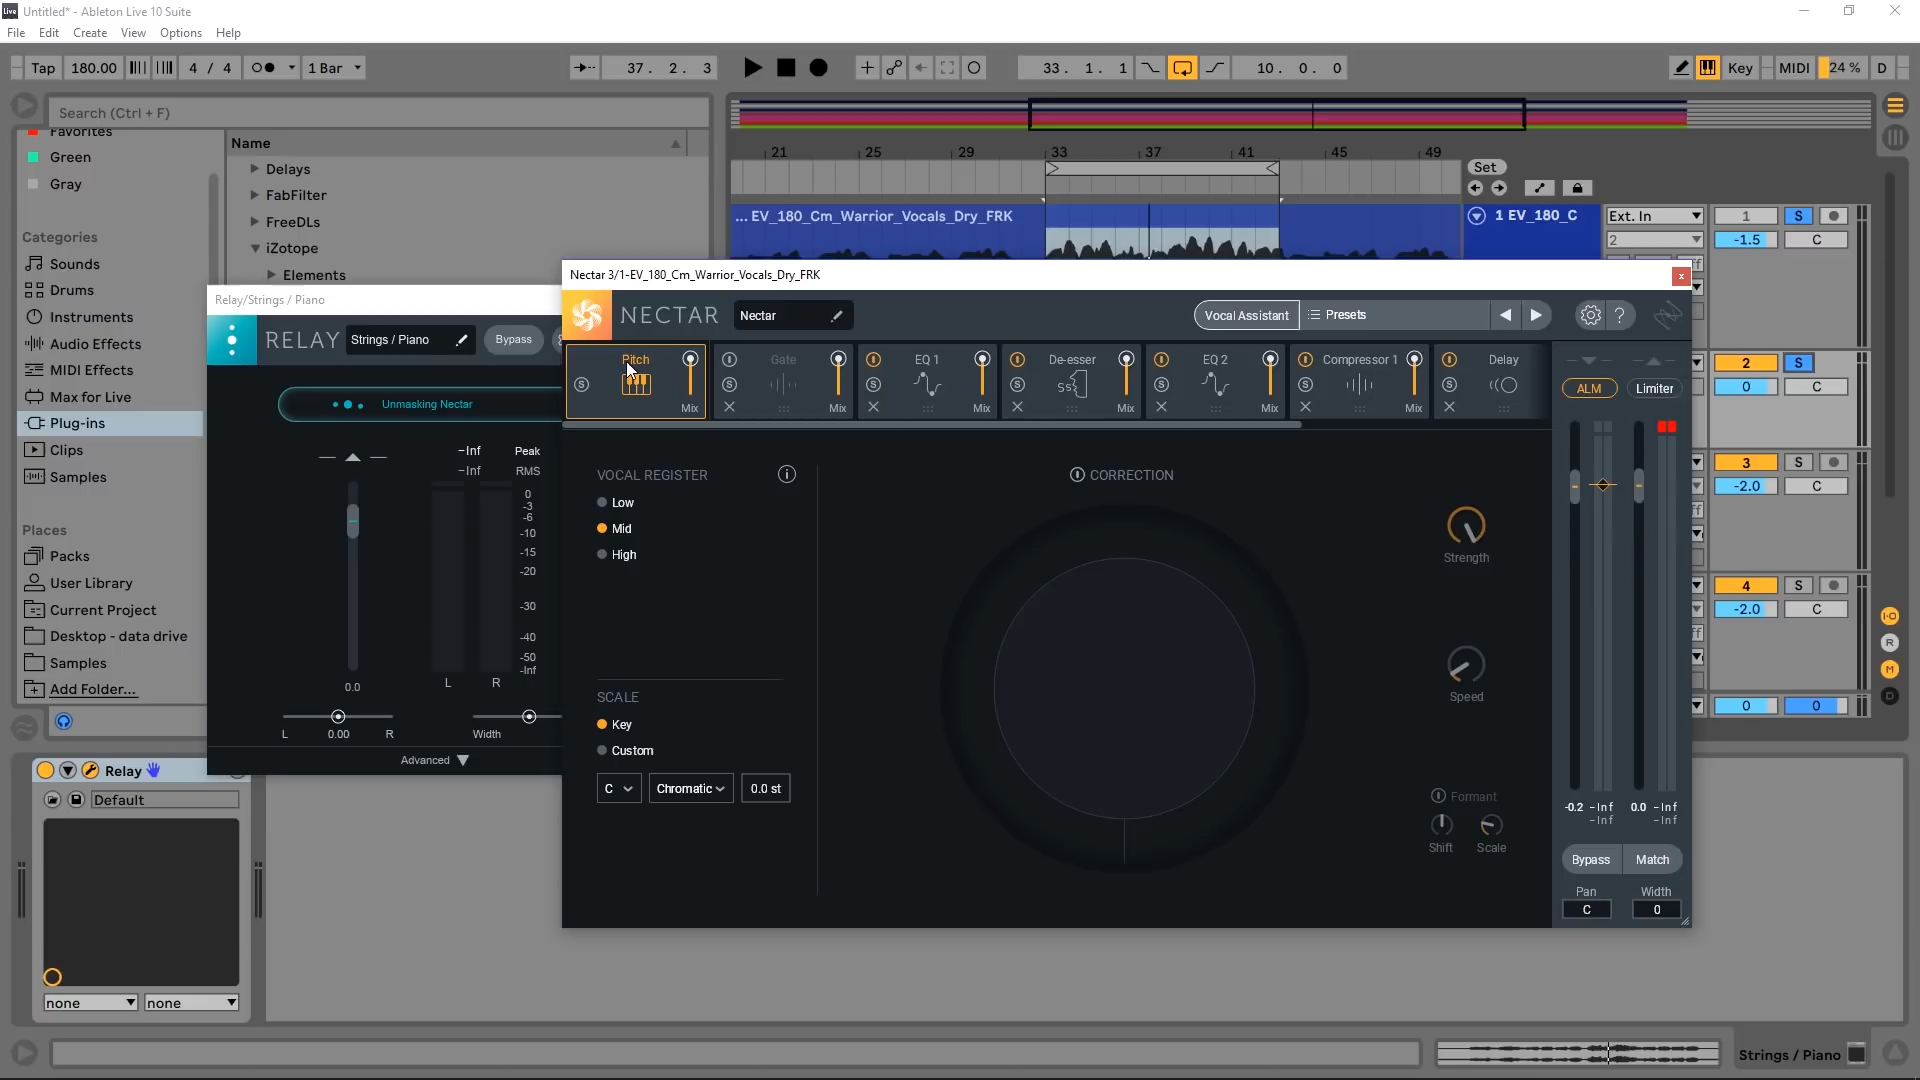 Live Untitled* - Ableton Live 10 Suite
File Edit Create View Options Help
Tap 180.00 4 / 4 1 Bar 37. 2. 3 33. 1. 1 10. 0. 0 Key MIDI 24 % D
Search (Ctrl + F)
Favorites
Green
Gray
Categories
Sounds
Drums
Instruments
Audio Effects
MIDI Effects
Max for Live
Plug-ins
Clips
Samples
Places
Packs
User Library
Current Project
Desktop - data drive
Samples
Add Folder...
Name
Delays
FabFilter
FreeDLs
iZotope
Elements
21 25 29 33 37 41 45 49
Set
... EV_180_Cm_Warrior_Vocals_Dry_FRK
1 EV_180_C
Ext. In
2
1 S
-1.5 C
2 S
0 C
3 S
-2.0 C
4 S
-2.0 C
0 0
I·O
R
M
D
Relay/Strings / Piano
RELAY Strings / Piano Bypass
Unmasking Nectar
-Inf Peak
-Inf RMS
0
-3
-6
-10
-15
-20
-30
-40
-50
-Inf
L R
0.0
L 0.00 R
Width
Advanced
Nectar 3/1-EV_180_Cm_Warrior_Vocals_Dry_FRK x
NECTAR Nectar Vocal Assistant Presets ?
Pitch Gate EQ 1 De-esser EQ 2 Compressor 1 Delay
S S S S S S S
Mix Mix Mix Mix Mix Mix
ALM Limiter
VOCAL REGISTER
Low
Mid
High
SCALE
Key
Custom
C Chromatic 0.0 st
CORRECTION
Strength
Speed
Formant
Shift Scale
-0.2 -Inf 0.0 -Inf
-Inf -Inf
Bypass Match
Pan Width
C 0
Relay
Default
none none
Strings / Piano